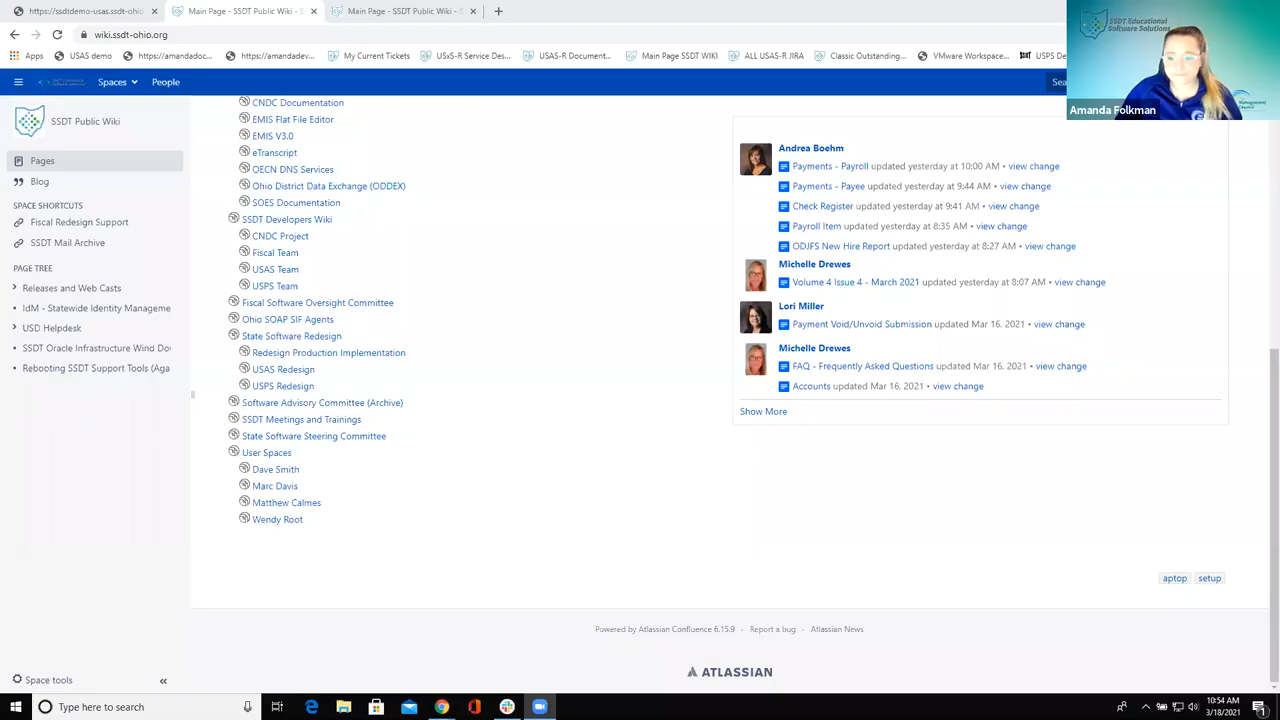 https://ssdtdemo-usas.ssdt-ohio
Main Page - SSDT Public Wiki - S
Main Page - SSDT Public Wiki - S
wiki.ssdt-ohio.org
Apps
USAS demo
https://amandadoc...
https://amandadev...
My Current Tickets
USxS-R Service Des...
USAS-R Document...
Main Page SSDT WIKI
ALL USAS-R JIRA
Classic Outstanding...
VMware Workspace...
USPS De
SSDT Educational
Software Solutions
Management
Council
Amanda Folkman
Spaces
People
Sea
SSDT Public Wiki
Pages
Blog
SPACE SHORTCUTS
Fiscal Redesign Support
SSDT Mail Archive
PAGE TREE
Releases and Web Casts
IdM - Statewide Identity Manageme
USD Helpdesk
SSDT Oracle Infrastructure Wind Do
Rebooting SSDT Support Tools (Aga
Space tools
CNDC Documentation
EMIS Flat File Editor
EMIS V3.0
eTranscript
OECN DNS Services
Ohio District Data Exchange (ODDEX)
SOES Documentation
SSDT Developers Wiki
CNDC Project
Fiscal Team
USAS Team
USPS Team
Fiscal Software Oversight Committee
Ohio SOAP SIF Agents
State Software Redesign
Redesign Production Implementation
USAS Redesign
USPS Redesign
Software Advisory Committee (Archive)
SSDT Meetings and Trainings
State Software Steering Committee
User Spaces
Dave Smith
Marc Davis
Matthew Calmes
Wendy Root
Andrea Boehm
Payments - Payroll updated yesterday at 10:00 AM • view change
Payments - Payee updated yesterday at 9:44 AM • view change
Check Register updated yesterday at 9:41 AM • view change
Payroll Item updated yesterday at 8:35 AM • view change
ODJFS New Hire Report updated yesterday at 8:27 AM • view change
Michelle Drewes
Volume 4 Issue 4 - March 2021 updated yesterday at 8:07 AM • view change
Lori Miller
Payment Void/Unvoid Submission updated Mar 16, 2021 • view change
Michelle Drewes
FAQ - Frequently Asked Questions updated Mar 16, 2021 • view change
Accounts updated Mar 16, 2021 • view change
Show More
aptop
setup
Powered by Atlassian Confluence 6.15.9 · Report a bug · Atlassian News
ATLASSIAN
Type here to search
10:54 AM
3/18/2021
1